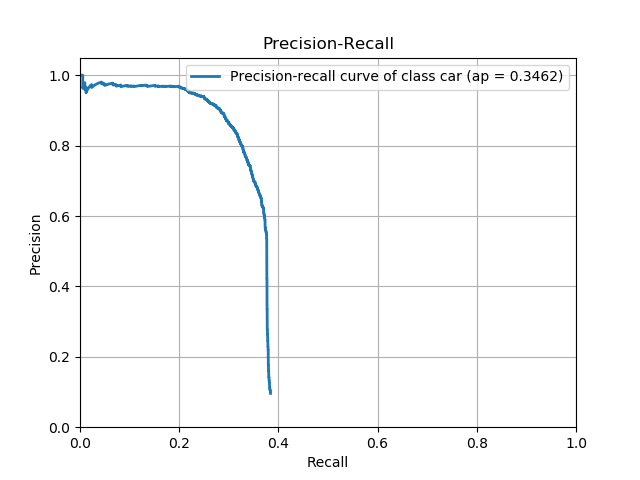 Precision-Recall
Precision-recall curve of class car (ap = 0.3462)
1.0
0.8
0.6
0.4
0.2
0.0
Precision
0.0 0.2 0.4 0.6 0.8 1.0
Recall